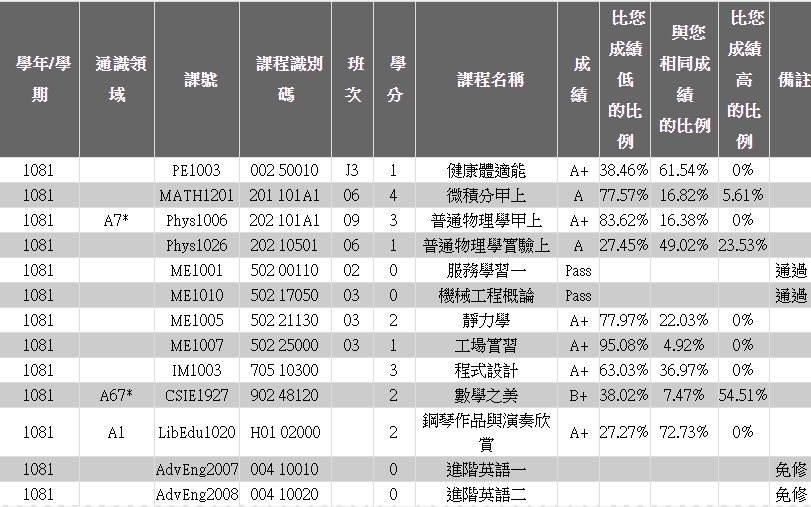 學年/學期 通識領域 課號 課程識別碼 班次 學分 課程名稱 成績 比您成績低的比例 與您相同成績的比例 比您成績高的比例 備註
1081 PE1003 002 50010 J3 1 健康體適能 A+ 38.46% 61.54% 0%
1081 MATH1201 201 101A1 06 4 微積分甲上 A 77.57% 16.82% 5.61%
1081 A7* Phys1006 202 101A1 09 3 普通物理學甲上 A+ 83.62% 16.38% 0%
1081 Phys1026 202 10501 06 1 普通物理學實驗上 A 27.45% 49.02% 23.53%
1081 ME1001 502 00110 02 0 服務學習一 Pass 通過
1081 ME1010 502 17050 03 0 機械工程概論 Pass 通過
1081 ME1005 502 21130 03 2 靜力學 A+ 77.97% 22.03% 0%
1081 ME1007 502 25000 03 1 工場實習 A+ 95.08% 4.92% 0%
1081 IM1003 705 10300 3 程式設計 A+ 63.03% 36.97% 0%
1081 A67* CSIE1927 902 48120 2 數學之美 B+ 38.02% 7.47% 54.51%
1081 A1 LibEdu1020 H01 02000 2 鋼琴作品與演奏欣賞 A+ 27.27% 72.73% 0%
1081 AdvEng2007 004 10010 0 進階英語一 免修
1081 AdvEng2008 004 10020 0 進階英語二 免修